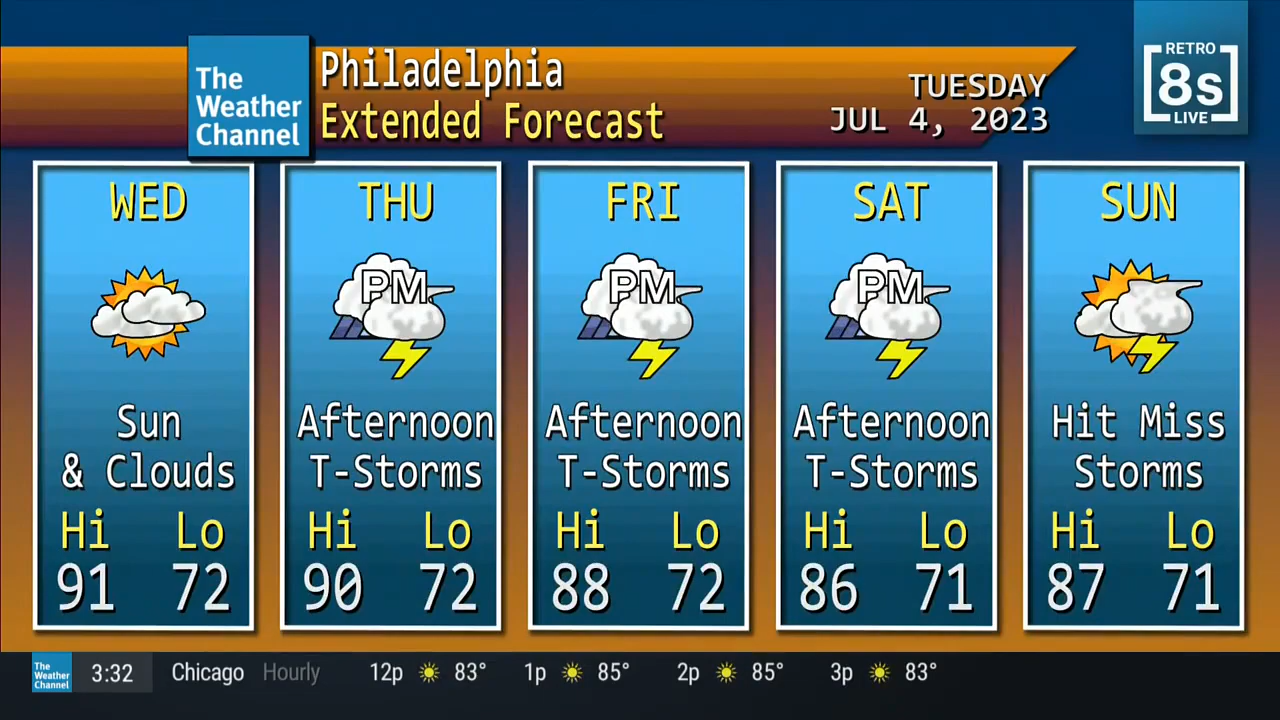 The
Weather
Channel
Philadelphia
Extended Forecast
TUESDAY
JUL 4, 2023
RETRO
8s
LIVE
WED
Sun
& Clouds
Hi Lo
91 72
THU
PM
Afternoon
T-Storms
Hi Lo
90 72
FRI
PM
Afternoon
T-Storms
Hi Lo
88 72
SAT
PM
Afternoon
T-Storms
Hi Lo
86 71
SUN
Hit Miss
Storms
Hi Lo
87 71
The
Weather
Channel
3:32 Chicago Hourly 12p 83° 1p 85° 2p 85° 3p 83°